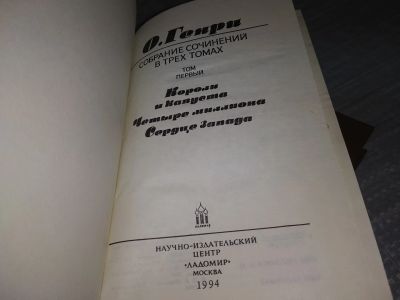 О. Генри
СОБРАНИЕ СОЧИНЕНИЙ
В ТРЕХ ТОМАХ
ТОМ
ПЕРВЫЙ
Короли
и капуста
Четыре миллиона
Сердце Запада
НАУЧНО-ИЗДАТЕЛЬСКИЙ
ЦЕНТР
«ЛАДОМИР»
МОСКВА
1994